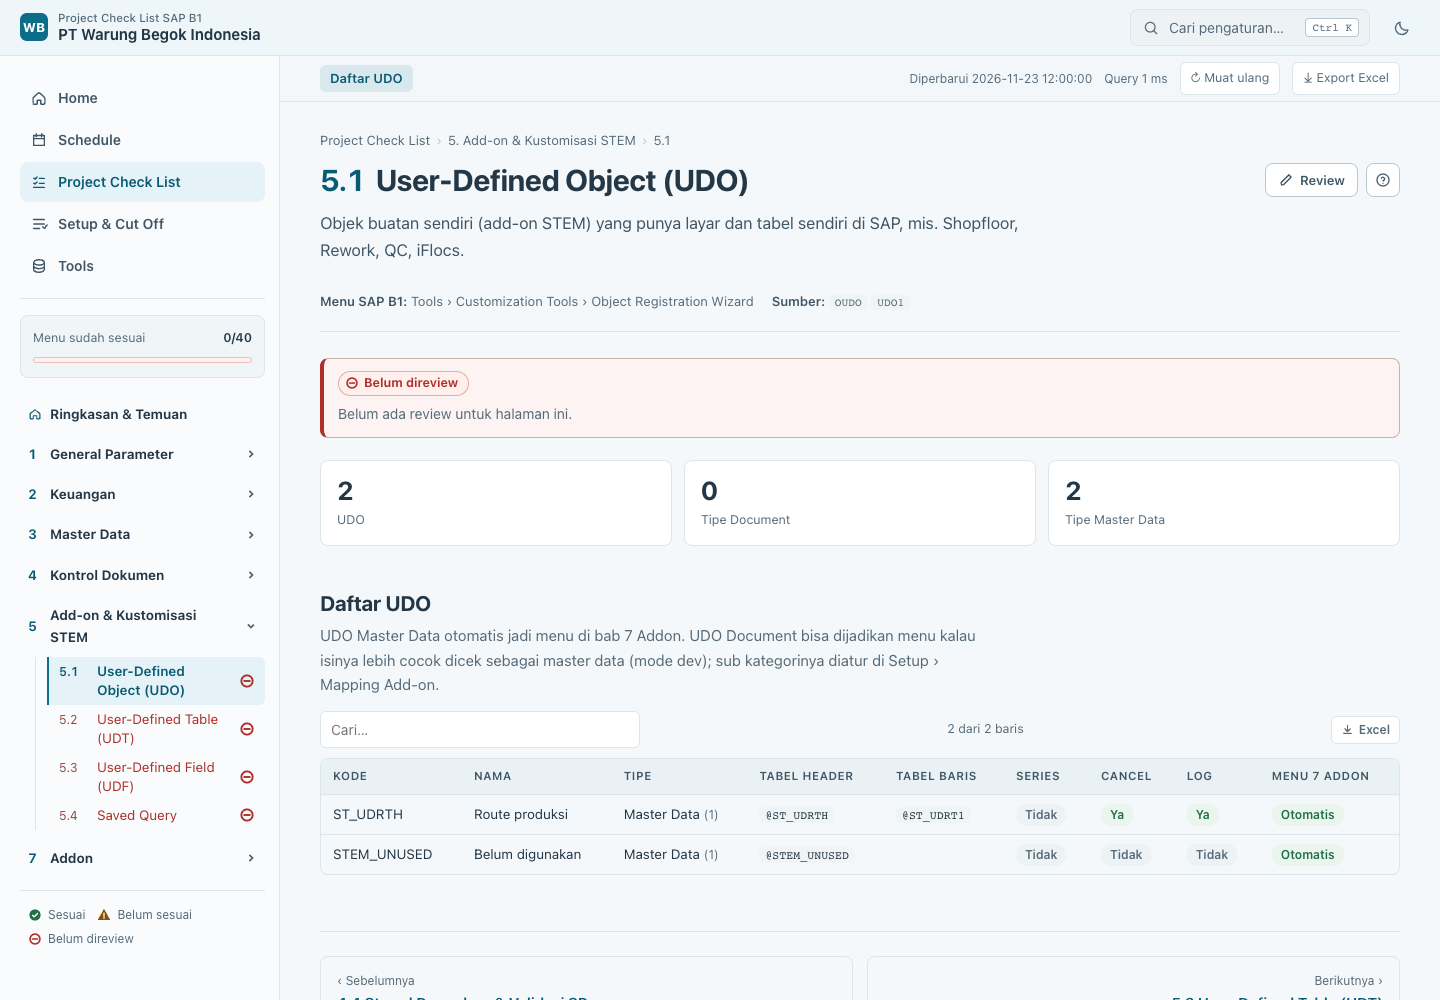 WB
Project Check List SAP B1
PT Warung Begok Indonesia
Cari pengaturan...
Ctrl K
Home
Schedule
Project Check List
Setup & Cut Off
Tools
Menu sudah sesuai 0/40
Ringkasan & Temuan
1 General Parameter
2 Keuangan
3 Master Data
4 Kontrol Dokumen
5 Add-on & Kustomisasi
STEM
5.1 User-Defined
Object (UDO)
5.2 User-Defined Table
(UDT)
5.3 User-Defined Field
(UDF)
5.4 Saved Query
7 Addon
Sesuai Belum sesuai
Belum direview
Daftar UDO
Diperbarui 2026-11-23 12:00:00 Query 1 ms
↻ Muat ulang
Export Excel
Project Check List › 5. Add-on & Kustomisasi STEM › 5.1
5.1 User-Defined Object (UDO)
Review
Objek buatan sendiri (add-on STEM) yang punya layar dan tabel sendiri di SAP, mis. Shopfloor,
Rework, QC, iFlocs.
Menu SAP B1: Tools › Customization Tools › Object Registration Wizard Sumber: OUDO UDO1
Belum direview
Belum ada review untuk halaman ini.
2
UDO
0
Tipe Document
2
Tipe Master Data
Daftar UDO
UDO Master Data otomatis jadi menu di bab 7 Addon. UDO Document bisa dijadikan menu kalau
isinya lebih cocok dicek sebagai master data (mode dev); sub kategorinya diatur di Setup ›
Mapping Add-on.
Cari...
2 dari 2 baris
Excel
KODE NAMA TIPE TABEL HEADER TABEL BARIS SERIES CANCEL LOG MENU 7 ADDON
ST_UDRTH Route produksi Master Data (1) @ST_UDRTH @ST_UDRT1 Tidak Ya Ya Otomatis
STEM_UNUSED Belum digunakan Master Data (1) @STEM_UNUSED Tidak Tidak Tidak Otomatis
‹ Sebelumnya
Berikutnya ›